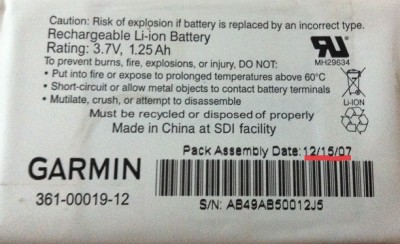 Caution: Risk of explosion if battery is replaced by an incorrect type.
Rechargeable Li-ion Battery
Rating: 3.7V, 1.25 Ah
To prevent burns, fires, explosions, or injury, DO NOT:
• Put into fire or expose to prolonged temperatures above 60°C
• Short-circuit or allow metal objects to contact battery terminals
• Mutilate, crush, or attempt to disassemble
Must be recycled or disposed of properly
Made in China at SDI facility
MH29634
LI-ION
Pack Assembly Date: 12/15/07
GARMIN
361-00019-12
S/N: AB49AB50012J5